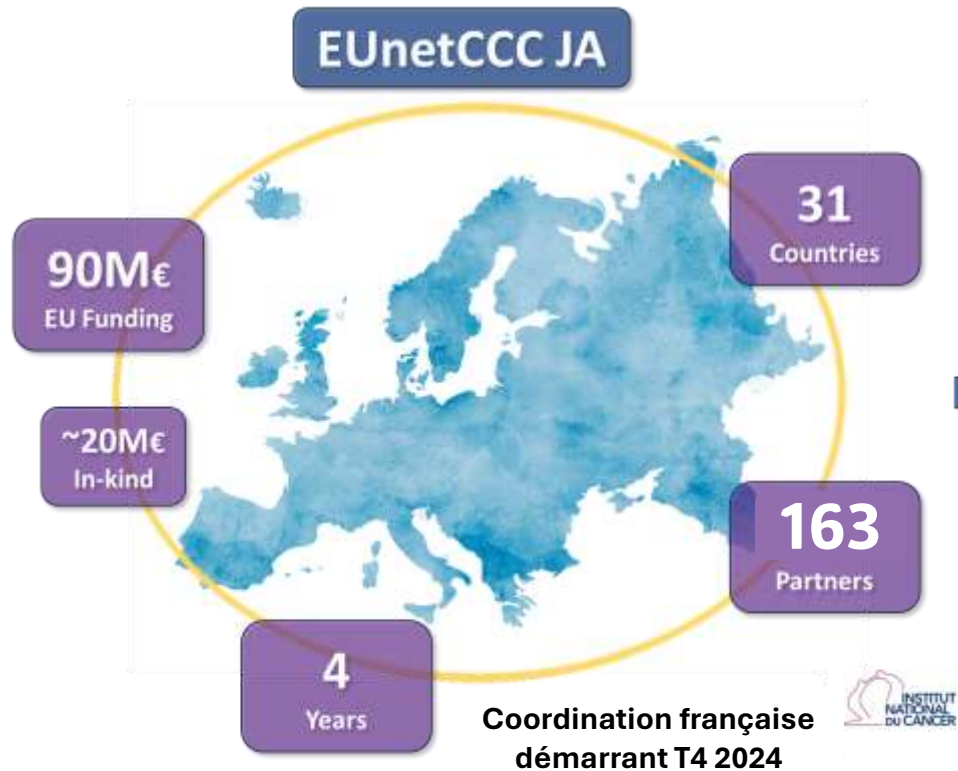 EUnetCCC JA
31
Countries
90M€
EU Funding
~20M€
In-kind
163
Partners
4
Years
Coordination française
démarrant T4 2024
INSTITUT
NATIONAL
DU CANCER